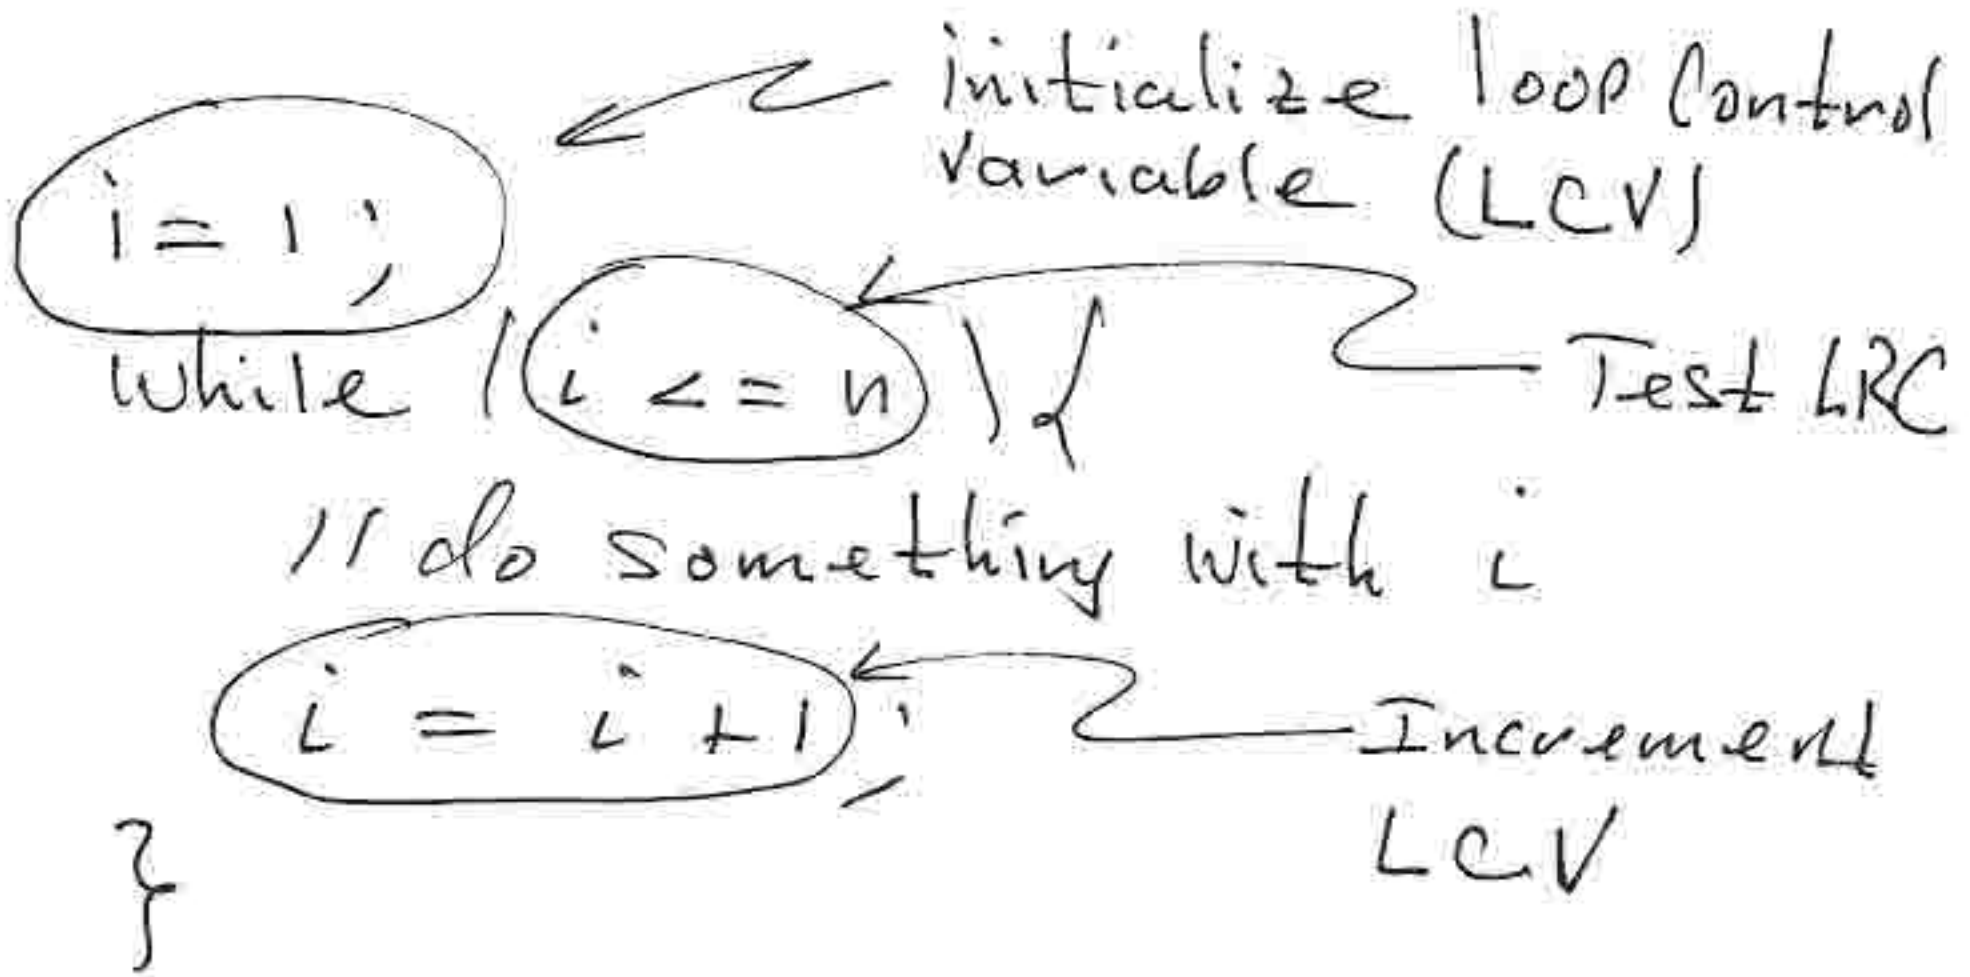 initialize loop control
variable (LCV)
i = 1;
while (i <= n) {
Test LRC
// do something with i
i = i + 1;
Increment
LCV
}